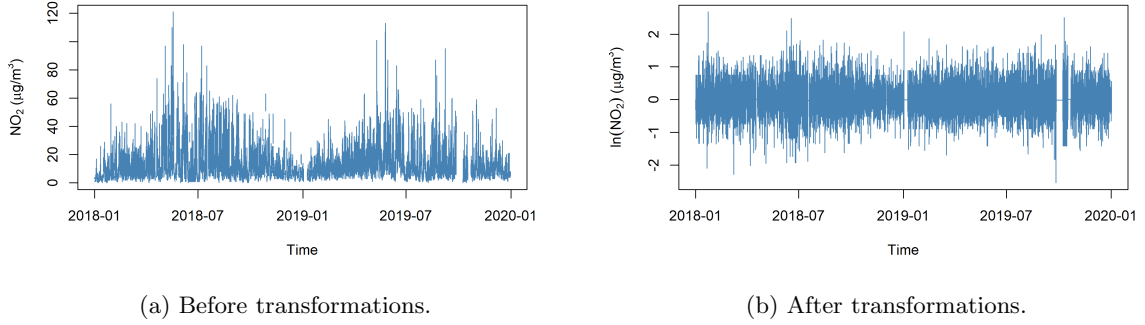 NO₂ (μg/m³)
120
80
60
40
20
0
2018-01 2018-07 2019-01 2019-07 2020-01
Time
(a) Before transformations.
ln(NO₂) (μg/m³)
2
1
0
-1
-2
2018-01 2018-07 2019-01 2019-07 2020-01
Time
(b) After transformations.